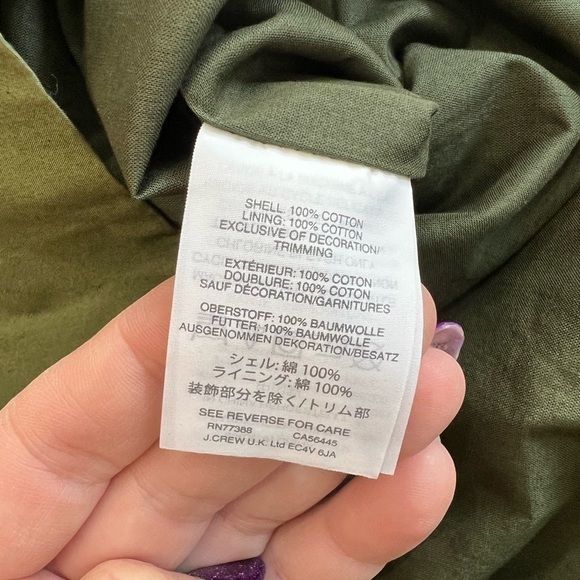 SHELL: 100% COTTON
LINING: 100% COTTON
EXCLUSIVE OF DECORATION/
TRIMMING
EXTÉRIEUR: 100% COTON
DOUBLURE: 100% COTON
SAUF DÉCORATION/GARNITURES
OBERSTOFF: 100% BAUMWOLLE
FUTTER: 100% BAUMWOLLE
AUSGENOMMEN DEKORATION/BESATZ
シェル: 綿 100%
ライニング: 綿 100%
装飾部分を除く/トリム部
SEE REVERSE FOR CARE
RN77388 CA56445
J.CREW U.K. Ltd EC4V 6JA